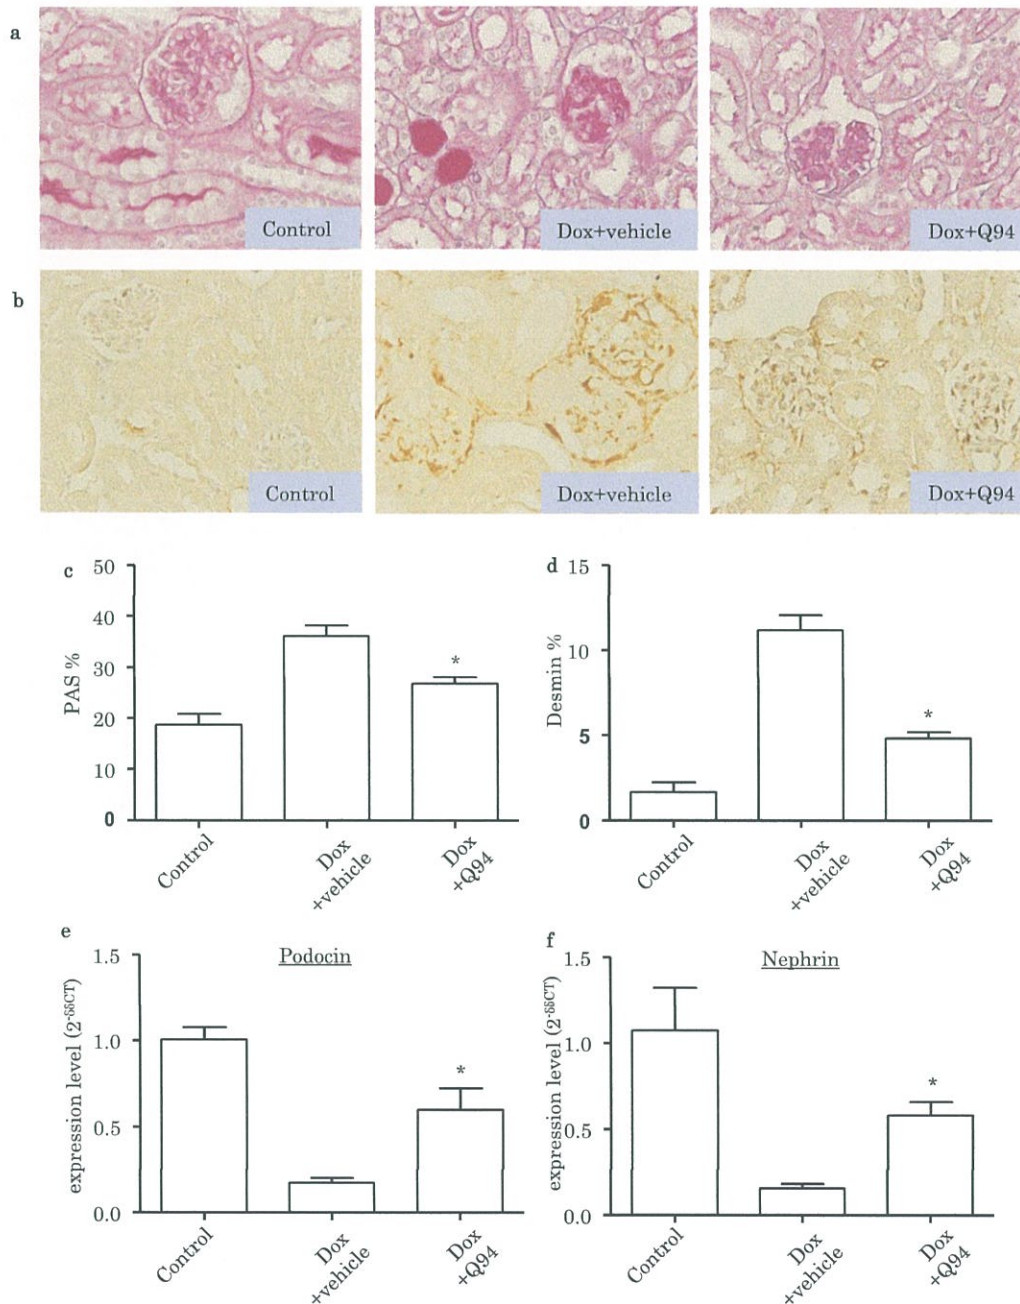 a
Control
Dox+vehicle
Dox+Q94
b
Control
Dox+vehicle
Dox+Q94
c
PAS %
50
40
30
20
10
0
*
Control
Dox
+vehicle
Dox
+Q94
d
Desmin %
15
10
5
0
*
Control
Dox
+vehicle
Dox
+Q94
e
Podocin
expression level (2-δδCT)
1.5
1.0
0.5
0.0
*
Control
Dox
+vehicle
Dox
+Q94
f
Nephrin
expression level (2-δδCT)
1.5
1.0
0.5
0.0
*
Control
Dox
+vehicle
Dox
+Q94